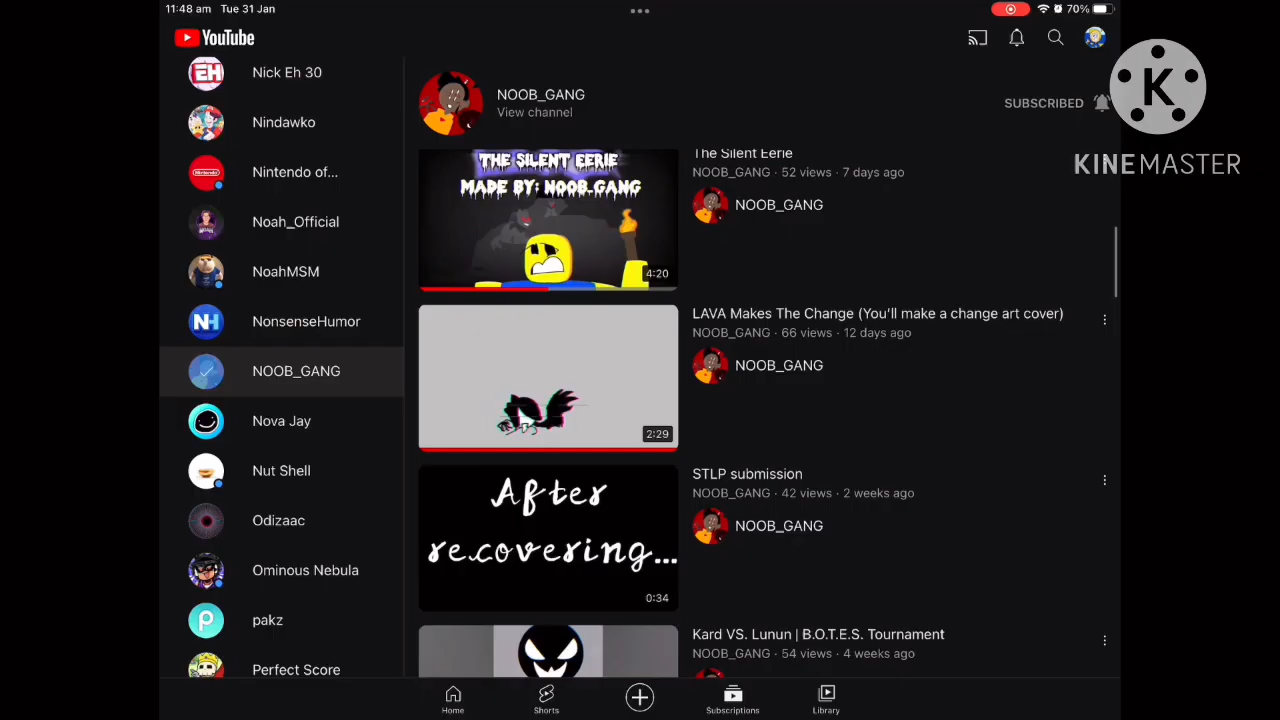 11:48 am Tue 31 Jan
70%
YouTube
K
KINEMASTER
Nick Eh 30
Nindawko
Nintendo of...
Noah_Official
NoahMSM
NonsenseHumor
NOOB_GANG
Nova Jay
Nut Shell
Odizaac
Ominous Nebula
pakz
Perfect Score
EH
Nintendo
NH
P
NOOB_GANG
View channel
SUBSCRIBED
THE SILENT EERIE
MADE BY: NOOB_GANG
4:20
The Silent Eerie
NOOB_GANG · 52 views · 7 days ago
NOOB_GANG
2:29
LAVA Makes The Change (You'll make a change art cover)
NOOB_GANG · 66 views · 12 days ago
NOOB_GANG
After
recovering...
0:34
STLP submission
NOOB_GANG · 42 views · 2 weeks ago
NOOB_GANG
Kard VS. Lunun | B.O.T.E.S. Tournament
NOOB_GANG · 54 views · 4 weeks ago
Home
Shorts
Subscriptions
Library